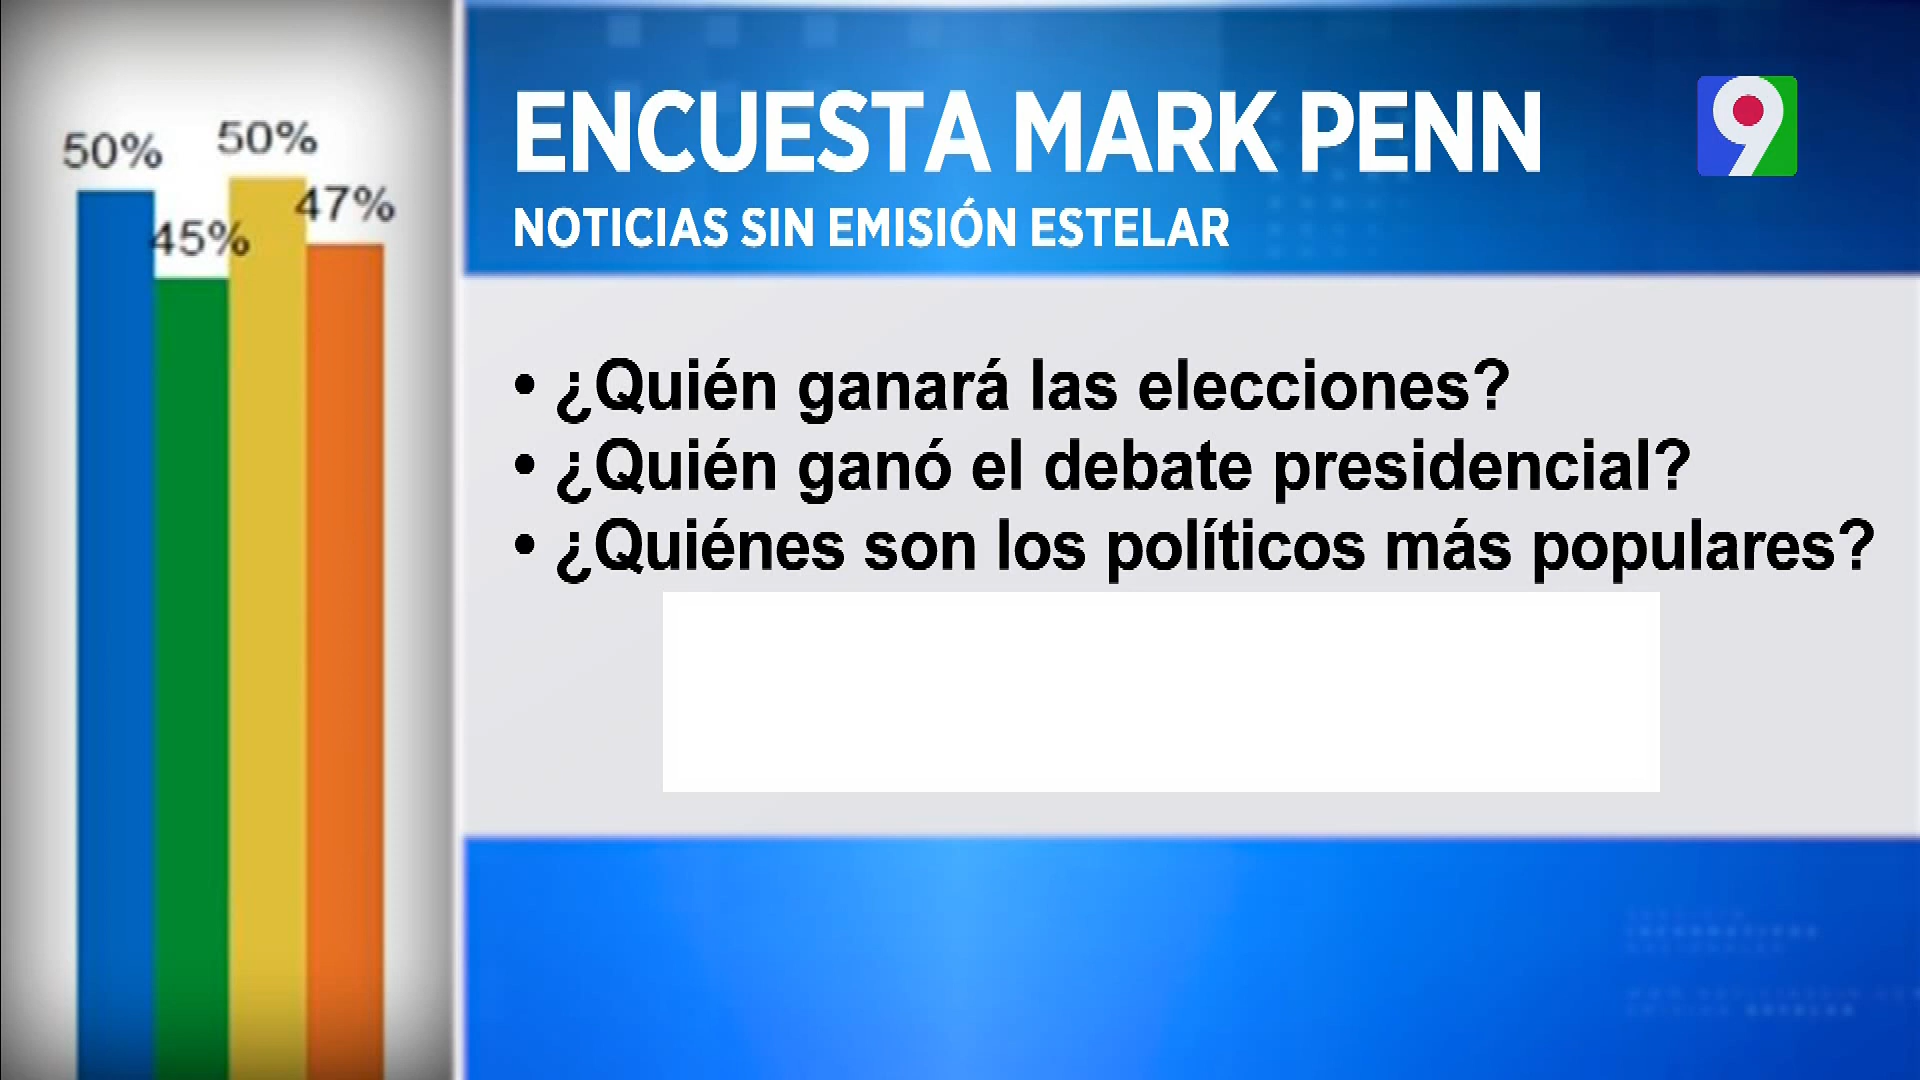 50%
45%
50%
47%
ENCUESTA MARK PENN
9
NOTICIAS SIN EMISIÓN ESTELAR
• ¿Quién ganará las elecciones?
• ¿Quién ganó el debate presidencial?
• ¿Quiénes son los políticos más populares?